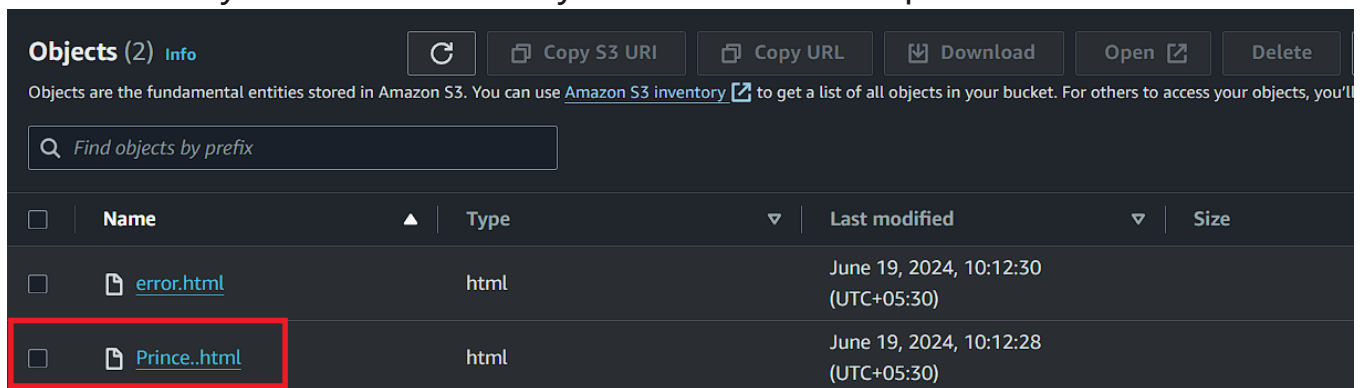 Objects (2) Info
Copy S3 URI
Copy URL
Download
Open
Delete
Objects are the fundamental entities stored in Amazon S3. You can use Amazon S3 inventory to get a list of all objects in your bucket. For others to access your objects, you'll
Find objects by prefix
Name Type Last modified Size
error.html html June 19, 2024, 10:12:30
(UTC+05:30)
Prince..html html June 19, 2024, 10:12:28
(UTC+05:30)